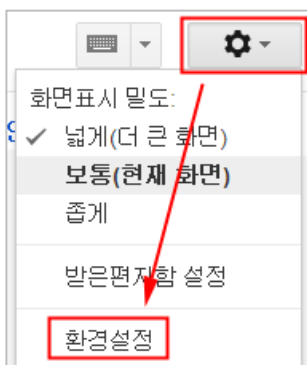 화면표시 밀도:
✓ 넓게(더 큰 화면)
보통(현재 화면)
좁게
받은편지함 설정
환경설정